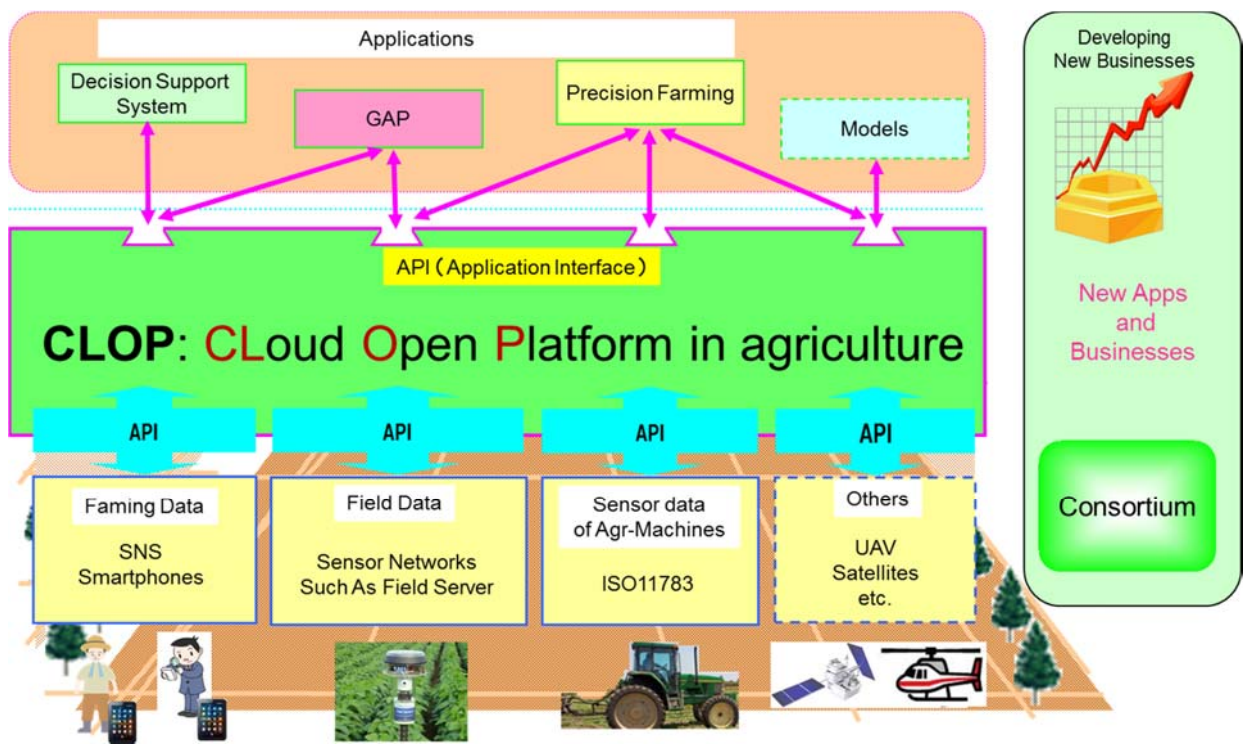 Applications
Decision Support
System
GAP
Precision Farming
Models
API（Application Interface）
CLOP: CLoud Open Platform in agriculture
API
API
API
API
Faming Data
SNS
Smartphones
Field Data
Sensor Networks
Such As Field Server
Sensor data
of Agr-Machines
ISO11783
Others
UAV
Satellites
etc.
Developing
New Businesses
New Apps
and
Businesses
Consortium